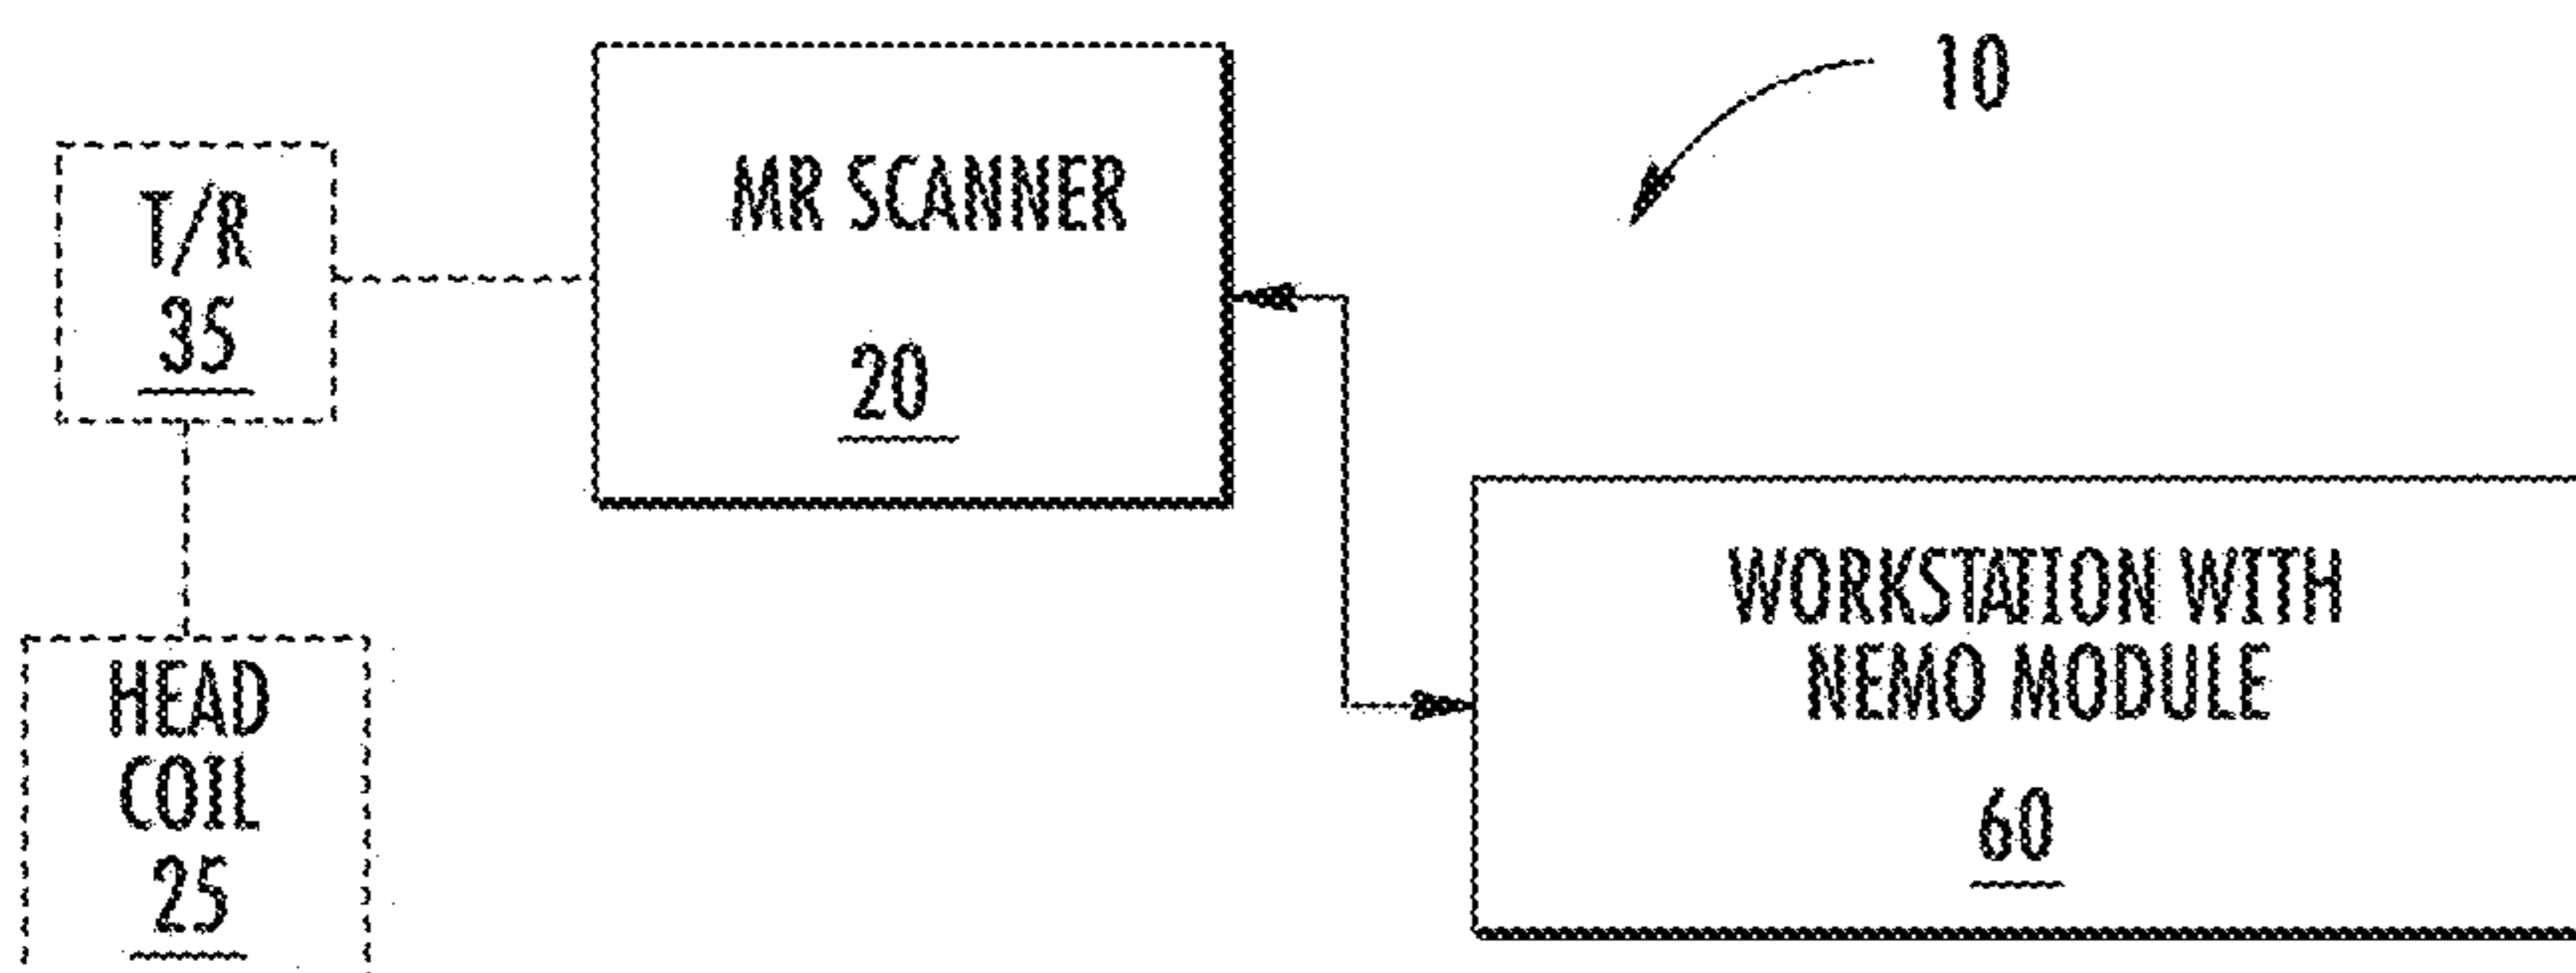 10
MR SCANNER
20
T/R
35
WORKSTATION WITH
NEMO MODULE
60
HEAD
COIL
25